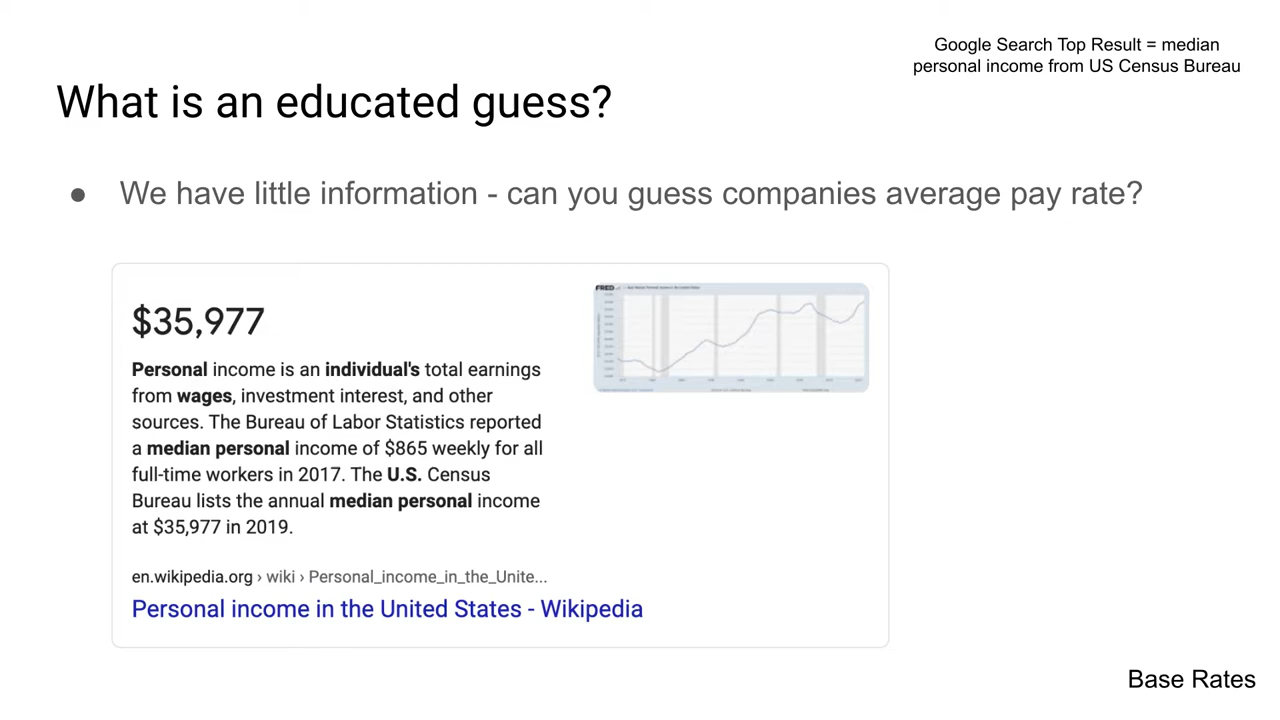 Google Search Top Result = median
personal income from US Census Bureau
What is an educated guess?
● We have little information - can you guess companies average pay rate?
$35,977
Personal income is an individual's total earnings
from wages, investment interest, and other
sources. The Bureau of Labor Statistics reported
a median personal income of $865 weekly for all
full-time workers in 2017. The U.S. Census
Bureau lists the annual median personal income
at $35,977 in 2019.
FRED
en.wikipedia.org › wiki › Personal_income_in_the_Unite...
Personal income in the United States - Wikipedia
Base Rates